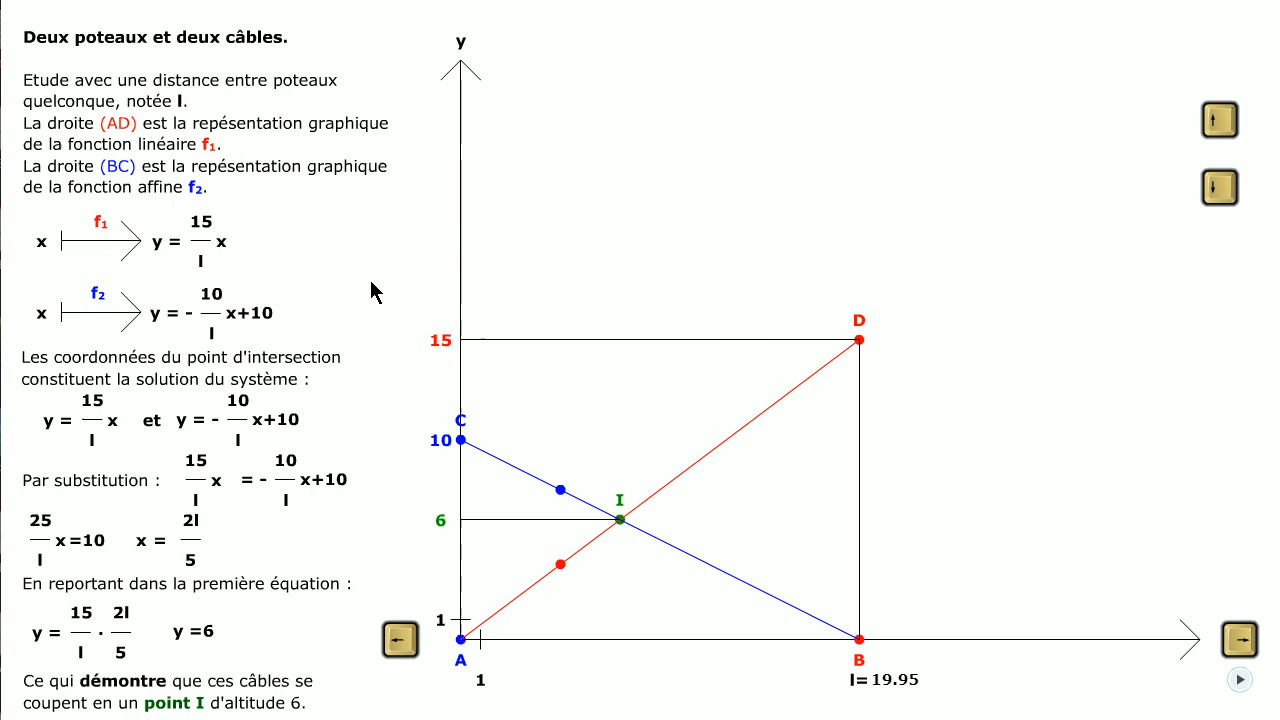 Deux poteaux et deux câbles.
Etude avec une distance entre poteaux
quelconque, notée l.
La droite (AD) est la repésentation graphique
de la fonction linéaire f₁.
La droite (BC) est la repésentation graphique
de la fonction affine f₂.
f₁
x y = 15/l x
f₂
x y = - 10/l x+10
Les coordonnées du point d'intersection
constituent la solution du système :
y = 15/l x et y = - 10/l x+10
Par substitution : 15/l x = - 10/l x+10
25/l x=10 x = 2l/5
En reportant dans la première équation :
y = 15/l · 2l/5 y =6
Ce qui démontre que ces câbles se
coupent en un point I d'altitude 6.
y
D
15
C
10
I
6
1
A
B
1
l= 19.95